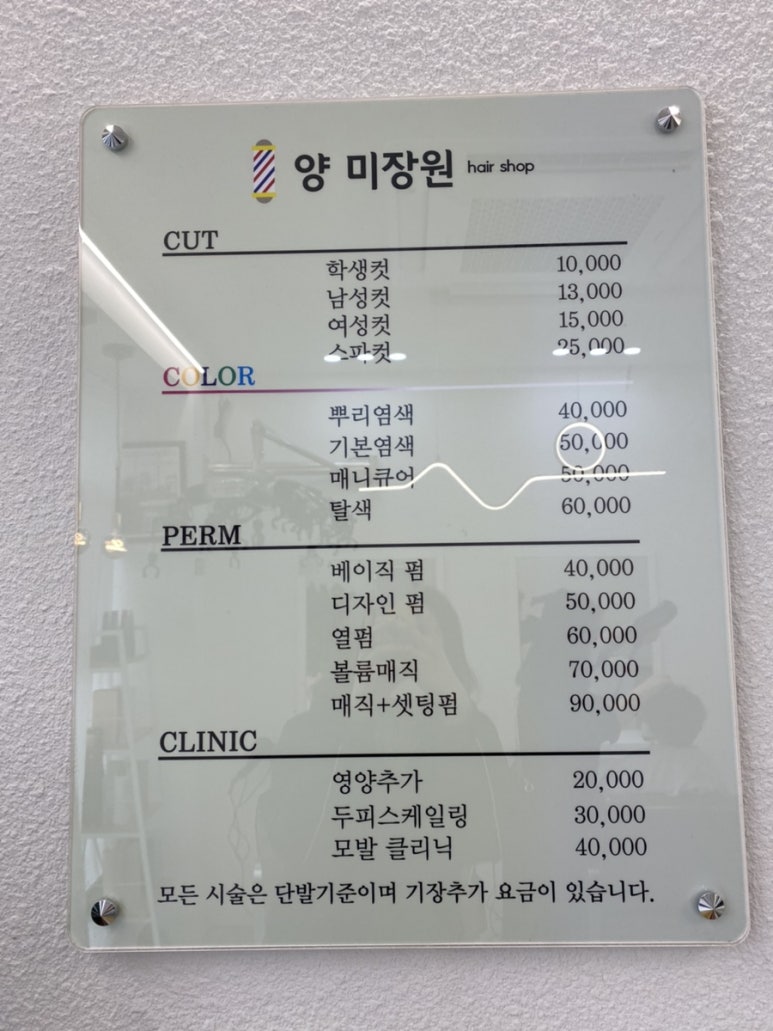 양 미장원 hair shop
CUT
학생컷 10,000
남성컷 13,000
여성컷 15,000
스파컷 25,000
COLOR
뿌리염색 40,000
기본염색 50,000
매니큐어 50,000
탈색 60,000
PERM
베이직 펌 40,000
디자인 펌 50,000
열펌 60,000
볼륨매직 70,000
매직+셋팅펌 90,000
CLINIC
영양추가 20,000
두피스케일링 30,000
모발 클리닉 40,000
모든 시술은 단발기준이며 기장추가 요금이 있습니다.